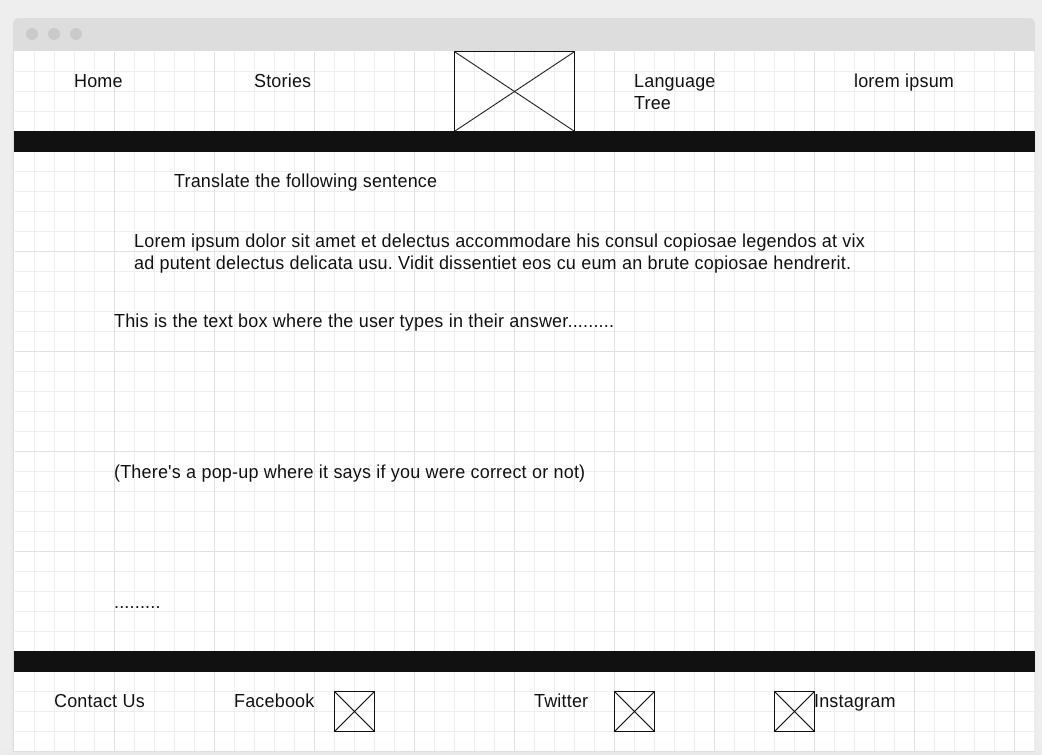 Home
Stories
Language
Tree
lorem ipsum
Translate the following sentence
Lorem ipsum dolor sit amet et delectus accommodare his consul copiosae legendos at vix
ad putent delectus delicata usu. Vidit dissentiet eos cu eum an brute copiosae hendrerit.
This is the text box where the user types in their answer.........
(There's a pop-up where it says if you were correct or not)
.........
Contact Us
Facebook
Twitter
Instagram